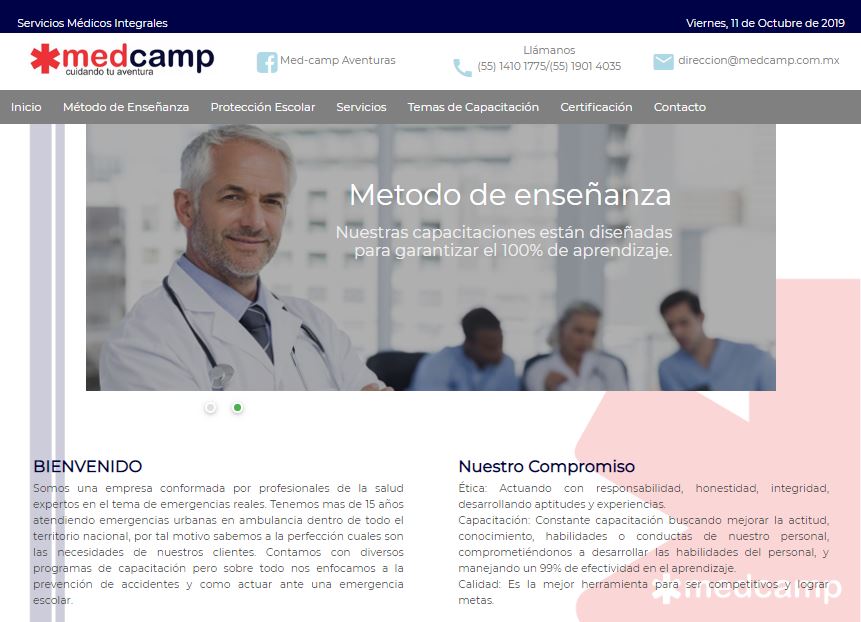 Servicios Médicos Integrales
Viernes, 11 de Octubre de 2019
medcamp
cuidando tu aventura
Med-camp Aventuras
Llámanos
(55) 1410 1775/(55) 1901 4035
direccion@medcamp.com.mx
Inicio Método de Enseñanza Protección Escolar Servicios Temas de Capacitación Certificación Contacto
Metodo de enseñanza
Nuestras capacitaciones están diseñadas
para garantizar el 100% de aprendizaje.
BIENVENIDO
Somos una empresa conformada por profesionales de la salud
expertos en el tema de emergencias reales. Tenemos mas de 15 años
atendiendo emergencias urbanas en ambulancia dentro de todo el
territorio nacional, por tal motivo sabemos a la perfección cuales son
las necesidades de nuestros clientes. Contamos con diversos
programas de capacitación pero sobre todo nos enfocamos a la
prevención de accidentes y como actuar ante una emergencia
escolar.
Nuestro Compromiso
Ética: Actuando con responsabilidad, honestidad, integridad,
desarrollando aptitudes y experiencias.
Capacitación: Constante capacitación buscando mejorar la actitud,
conocimiento, habilidades o conductas de nuestro personal,
comprometiéndonos a desarrollar las habilidades del personal, y
manejando un 99% de efectividad en el aprendizaje.
Calidad: Es la mejor herramienta para ser competitivos y lograr
metas.
medcamp